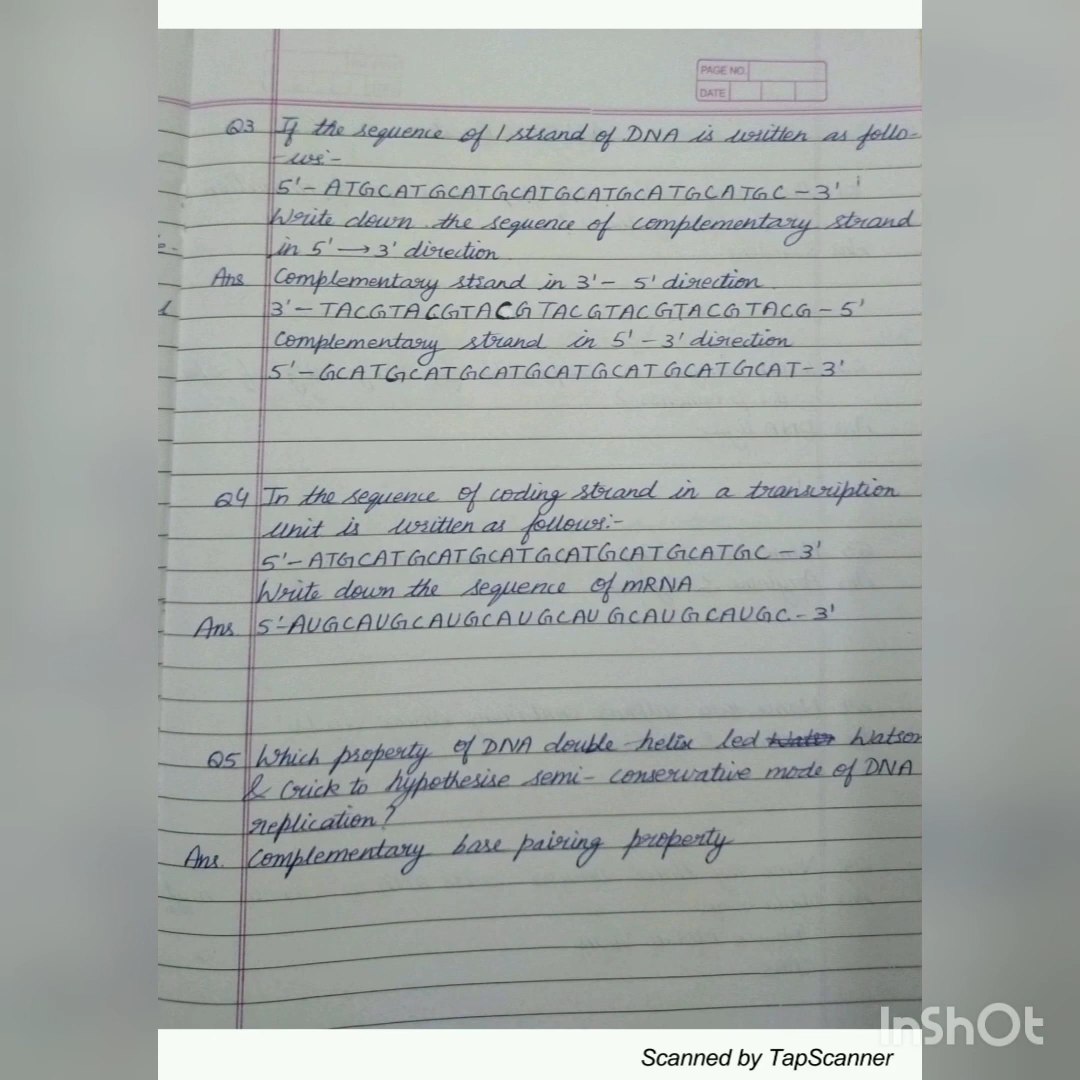 PAGE NO.
DATE
Q3 If the sequence of 1 strand of DNA is written as follo-
-ws:-
5'- ATGCATGCATGCATGCATGCATGCATGC - 3'
Write down the sequence of complementary strand
in 5' → 3' direction
Ans Complementary strand in 3' - 5' direction
3' - TACGTACGTACGTACGTACGTACGTACG - 5'
Complementary strand in 5' - 3' direction
5' - GCATGCATGCATGCATGCATGCATGCAT - 3'
Q4 In the sequence of coding strand in a transcription
unit is written as follows:-
5' - ATGCATGCATGCATGCATGCATGCATGC - 3'
Write down the sequence of mRNA
Ans 5'-AUGCAUGCAUGCAUGCAUGCAUGCAUGC - 3'
Q5 Which property of DNA double helix led Watson
& Crick to hypothesise semi-conservative mode of DNA
replication?
Ans. Complementary base pairing property
InShOt
Scanned by TapScanner